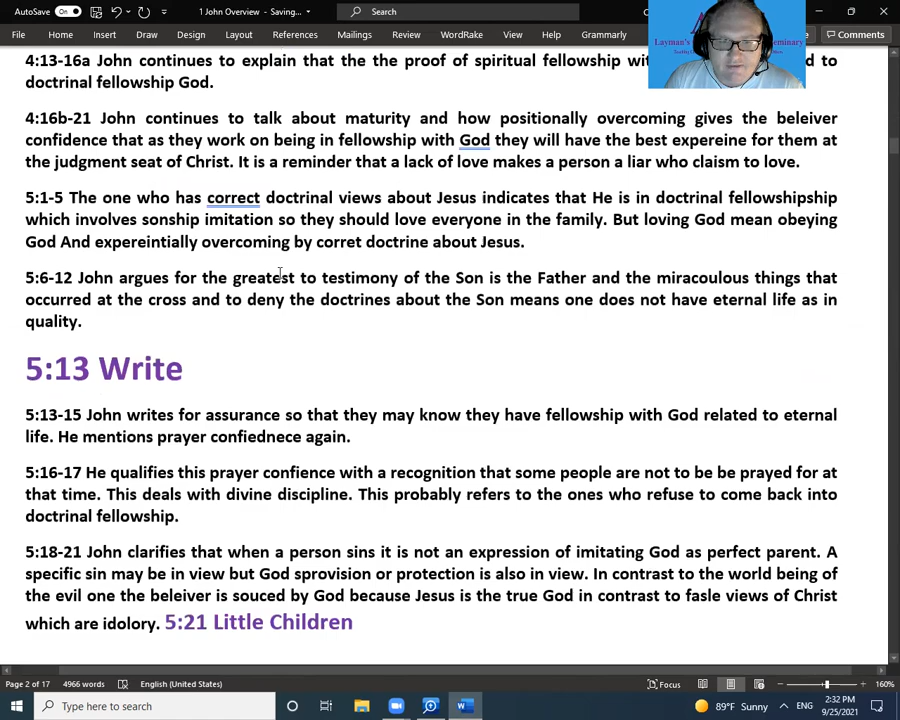 AutoSave On 1 John Overview - Saving... Search
File Home Insert Draw Design Layout References Mailings Review WordRake Help Grammarly Comments
Layman's Seminary
4:13-16a John continues to explain that the the proof of spiritual fellowship to
doctrinal fellowship God.
4:16b-21 John continues to talk about maturity and how positionally overcoming gives the beleiver
confidence that as they work on being in fellowship with God they will have the best expereine for them at
the judgment seat of Christ. It is a reminder that a lack of love makes a person a liar who claism to love.
5:1-5 The one who has correct doctrinal views about Jesus indicates that He is in doctrinal fellowshipship
which involves sonship imitation so they should love everyone in the family. But loving God mean obeying
God And expereintially overcoming by corret doctrine about Jesus.
5:6-12 John argues for the greatest to testimony of the Son is the Father and the miracoulous things that
occurred at the cross and to deny the doctrines about the Son means one does not have eternal life as in
quality.
5:13 Write
5:13-15 John writes for assurance so that they may know they have fellowship with God related to eternal
life. He mentions prayer confiednece again.
5:16-17 He qualifies this prayer confience with a recognition that some people are not to be be prayed for at
that time. This deals with divine discipline. This probably refers to the ones who refuse to come back into
doctrinal fellowship.
5:18-21 John clarifies that when a person sins it is not an expression of imitating God as perfect parent. A
specific sin may be in view but God sprovision or protection is also in view. In contrast to the world being of
the evil one the beleiver is souced by God because Jesus is the true God in contrast to fasle views of Christ
which are idolory. 5:21 Little Children
Page 2 of 17 4966 words English (United States) Focus 160%
Type here to search 89°F Sunny 2:32 PM
9/25/2021